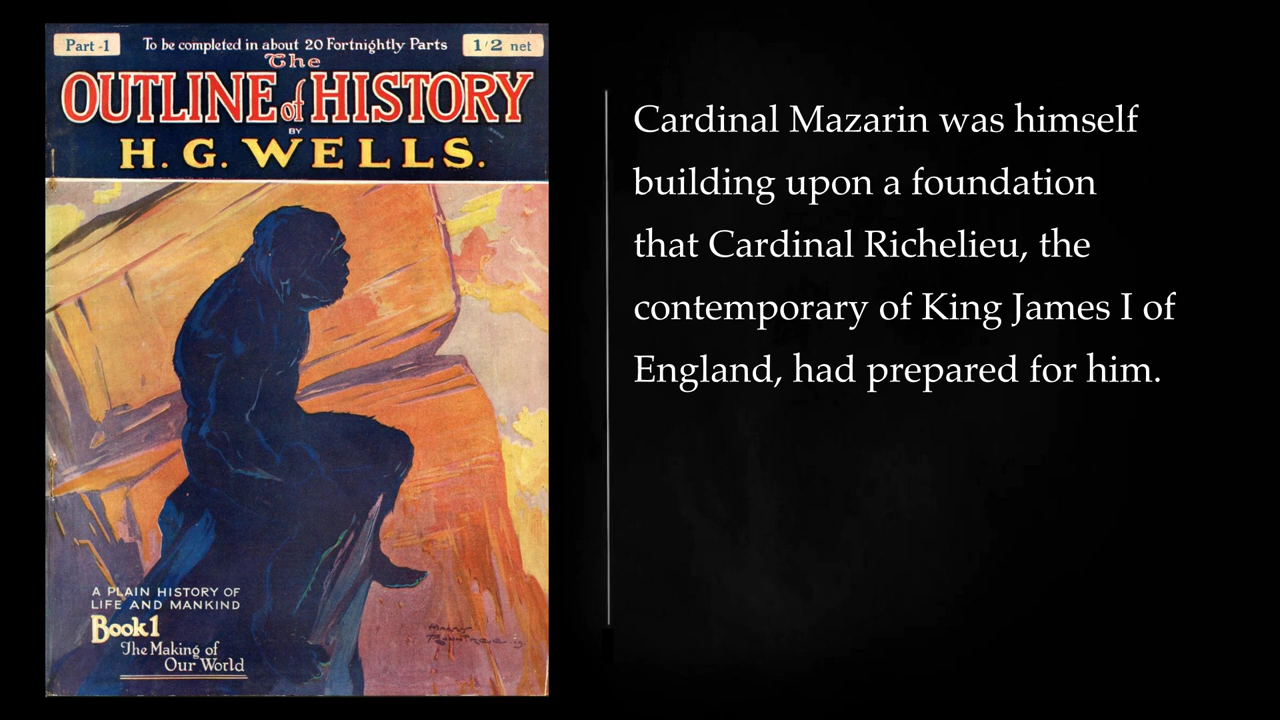 Part -1
To be completed in about 20 Fortnightly Parts
1/2 net
The
OUTLINE of HISTORY
BY
H. G. WELLS.
A PLAIN HISTORY OF
LIFE AND MANKIND
Book 1
The Making of
Our World
Cardinal Mazarin was himself
building upon a foundation
that Cardinal Richelieu, the
contemporary of King James I of
England, had prepared for him.